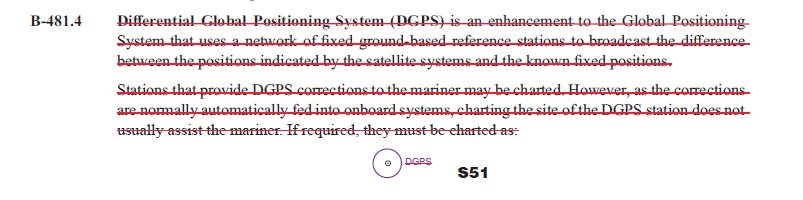 B-481.4 Differential Global Positioning System (DGPS) is an enhancement to the Global Positioning
System that uses a network of fixed ground-based reference stations to broadcast the difference
between the positions indicated by the satellite systems and the known fixed positions.
Stations that provide DGPS corrections to the mariner may be charted. However, as the corrections
are normally automatically fed into onboard systems, charting the site of the DGPS station does not
usually assist the mariner. If required, they must be charted as:
DGPS S51